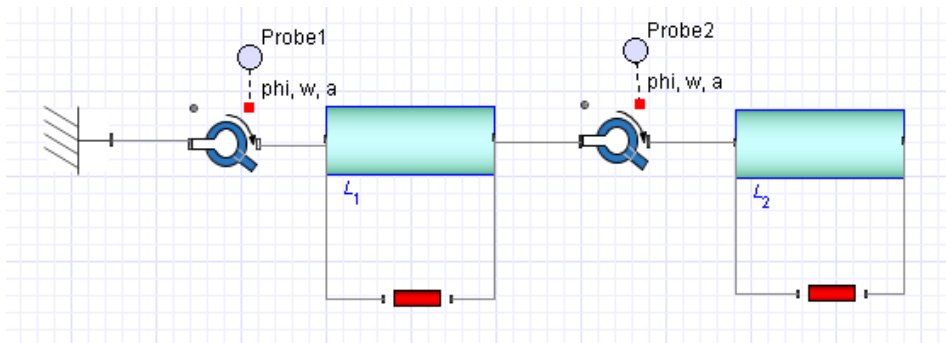 Probe1
phi, w, a
Probe2
phi, w, a
L1
L2